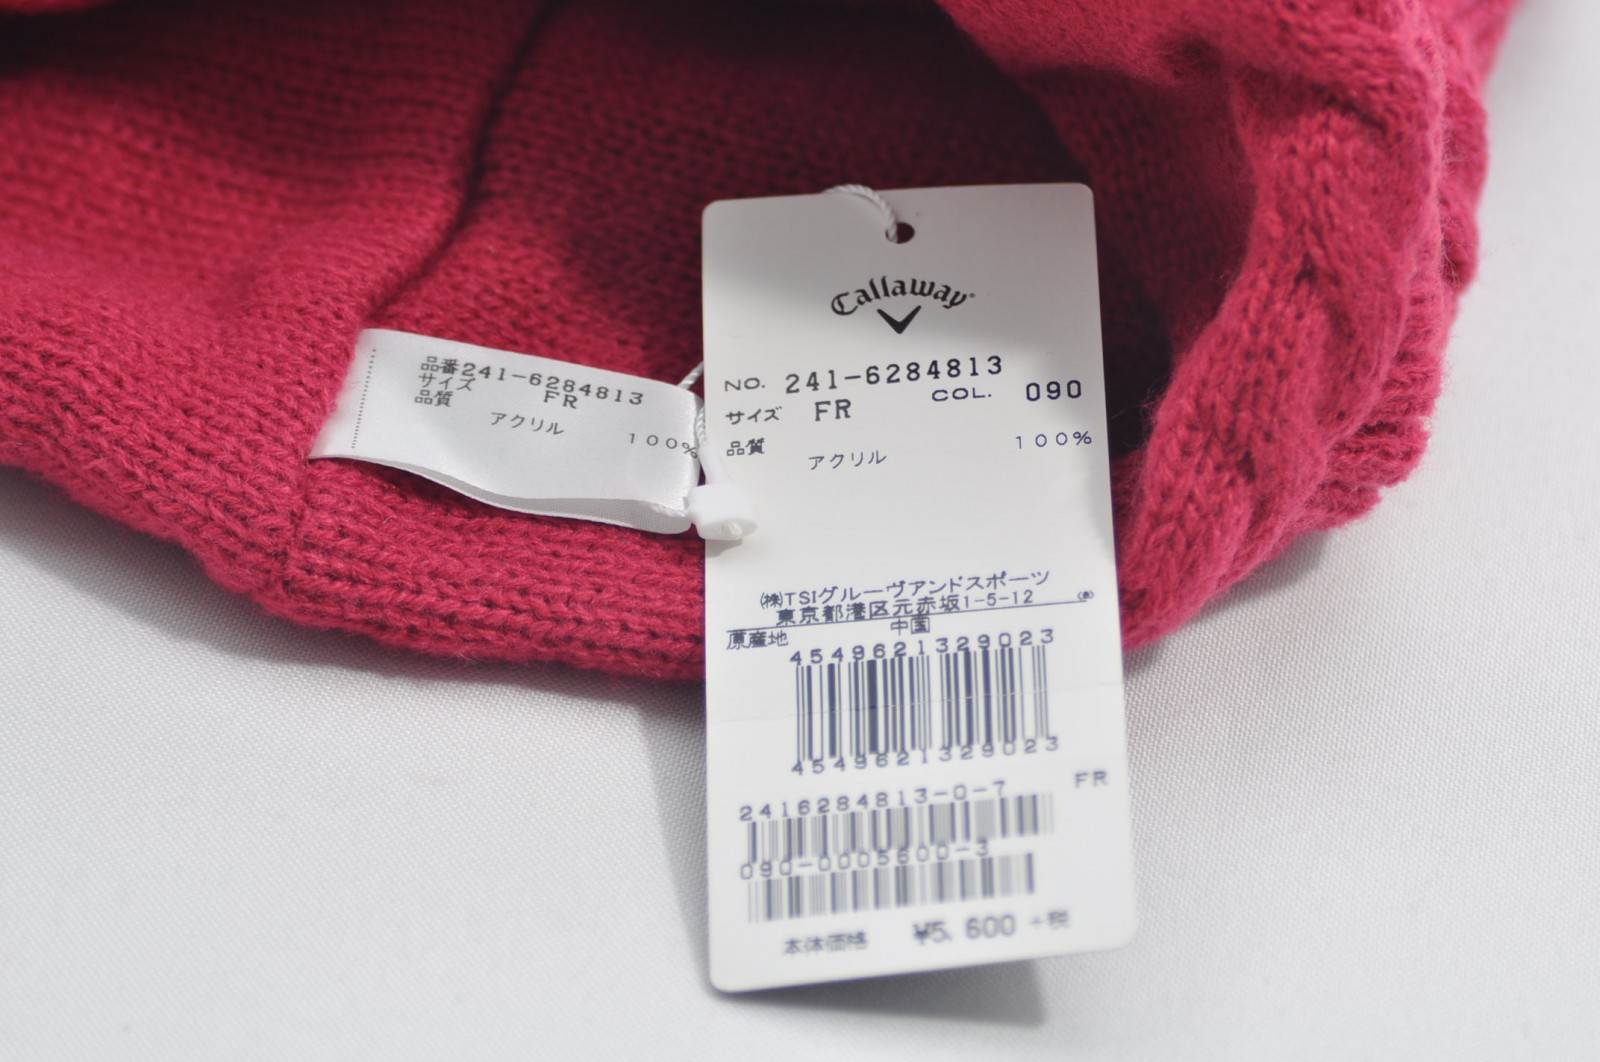 品番241-6284813
サイズ FR
品質
アクリル 100%
Callaway
NO. 241-6284813
COL. 090
サイズ FR
品質
アクリル 100%
㈱TSIグルーヴアンドスポーツ
東京都港区元赤坂1-5-12
原産地 中国
4549621329023
4549621329023
2416284813-0-7 FR
090-0005600-3
本体価格 ¥5,600 +税